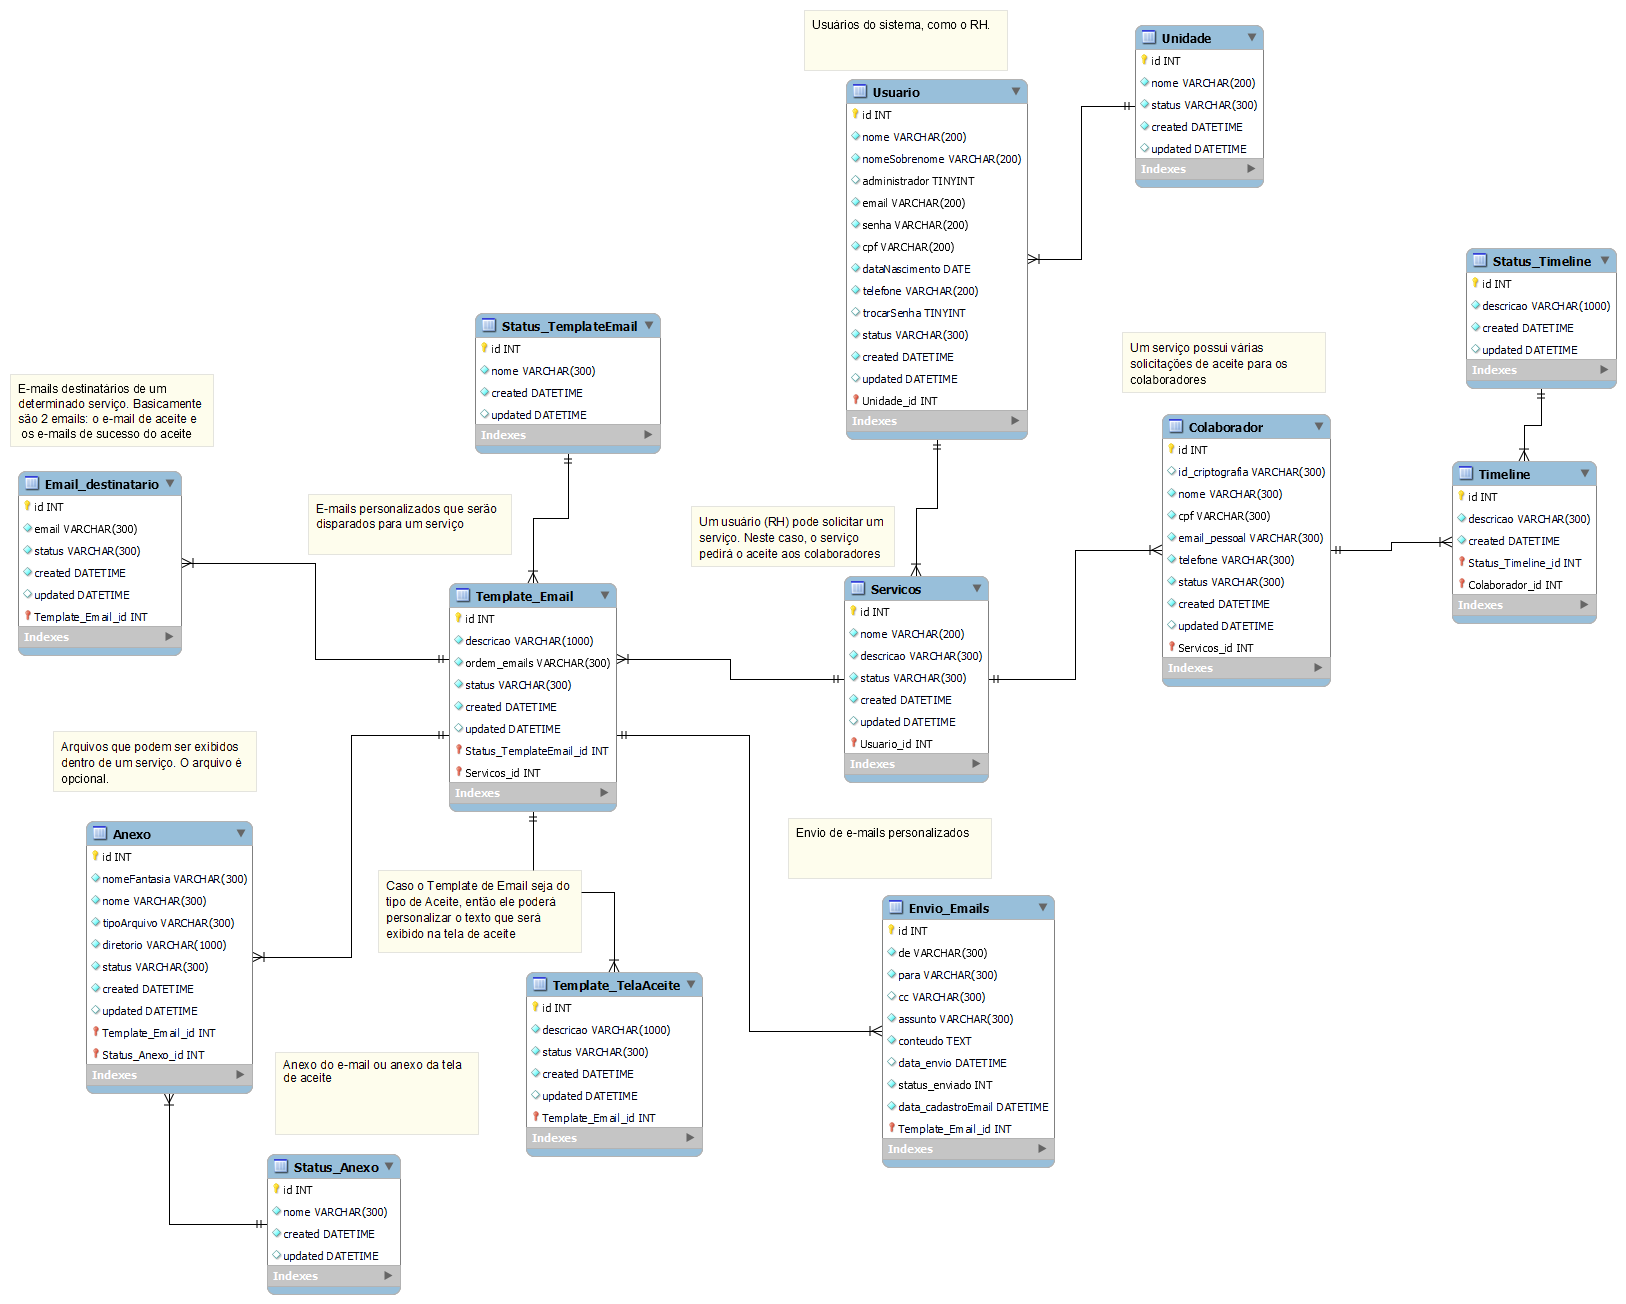 Usuários do sistema, como o RH.
Unidade
id INT
nome VARCHAR(200)
status VARCHAR(300)
created DATETIME
updated DATETIME
Indexes
Usuario
id INT
nome VARCHAR(200)
nomeSobrenome VARCHAR(200)
administrador TINYINT
email VARCHAR(200)
senha VARCHAR(200)
cpf VARCHAR(200)
dataNascimento DATE
telefone VARCHAR(200)
trocarSenha TINYINT
status VARCHAR(300)
created DATETIME
updated DATETIME
Unidade_id INT
Indexes
Status_Timeline
id INT
descricao VARCHAR(1000)
created DATETIME
updated DATETIME
Indexes
Status_TemplateEmail
id INT
nome VARCHAR(300)
created DATETIME
updated DATETIME
Indexes
Um serviço possui várias
solicitações de aceite para os
colaboradores
E-mails destinatários de um
determinado serviço. Basicamente
são 2 emails: o e-mail de aceite e
os e-mails de sucesso do aceite
Colaborador
id INT
id_criptografia VARCHAR(300)
nome VARCHAR(300)
cpf VARCHAR(300)
email_pessoal VARCHAR(300)
telefone VARCHAR(300)
status VARCHAR(300)
created DATETIME
updated DATETIME
Servicos_id INT
Indexes
Timeline
id INT
descricao VARCHAR(300)
created DATETIME
Status_Timeline_id INT
Colaborador_id INT
Indexes
Email_destinatario
id INT
email VARCHAR(300)
status VARCHAR(300)
created DATETIME
updated DATETIME
Template_Email_id INT
Indexes
E-mails personalizados que serão
disparados para um serviço
Um usuário (RH) pode solicitar um
serviço. Neste caso, o serviço
pedirá o aceite aos colaboradores
Template_Email
id INT
descricao VARCHAR(1000)
ordem_emails VARCHAR(300)
status VARCHAR(300)
created DATETIME
updated DATETIME
Status_TemplateEmail_id INT
Servicos_id INT
Indexes
Servicos
id INT
nome VARCHAR(200)
descricao VARCHAR(300)
status VARCHAR(300)
created DATETIME
updated DATETIME
Usuario_id INT
Indexes
Arquivos que podem ser exibidos
dentro de um serviço. O arquivo é
opcional.
Anexo
id INT
nomeFantasia VARCHAR(300)
nome VARCHAR(300)
tipoArquivo VARCHAR(300)
diretorio VARCHAR(1000)
status VARCHAR(300)
created DATETIME
updated DATETIME
Template_Email_id INT
Status_Anexo_id INT
Indexes
Envio de e-mails personalizados
Caso o Template de Email seja do
tipo de Aceite, então ele poderá
personalizar o texto que será
exibido na tela de aceite
Envio_Emails
id INT
de VARCHAR(300)
para VARCHAR(300)
cc VARCHAR(300)
assunto VARCHAR(300)
conteudo TEXT
data_envio DATETIME
status_enviado INT
data_cadastroEmail DATETIME
Template_Email_id INT
Indexes
Template_TelaAceite
id INT
descricao VARCHAR(1000)
status VARCHAR(300)
created DATETIME
updated DATETIME
Template_Email_id INT
Indexes
Anexo do e-mail ou anexo da tela
de aceite
Status_Anexo
id INT
nome VARCHAR(300)
created DATETIME
updated DATETIME
Indexes